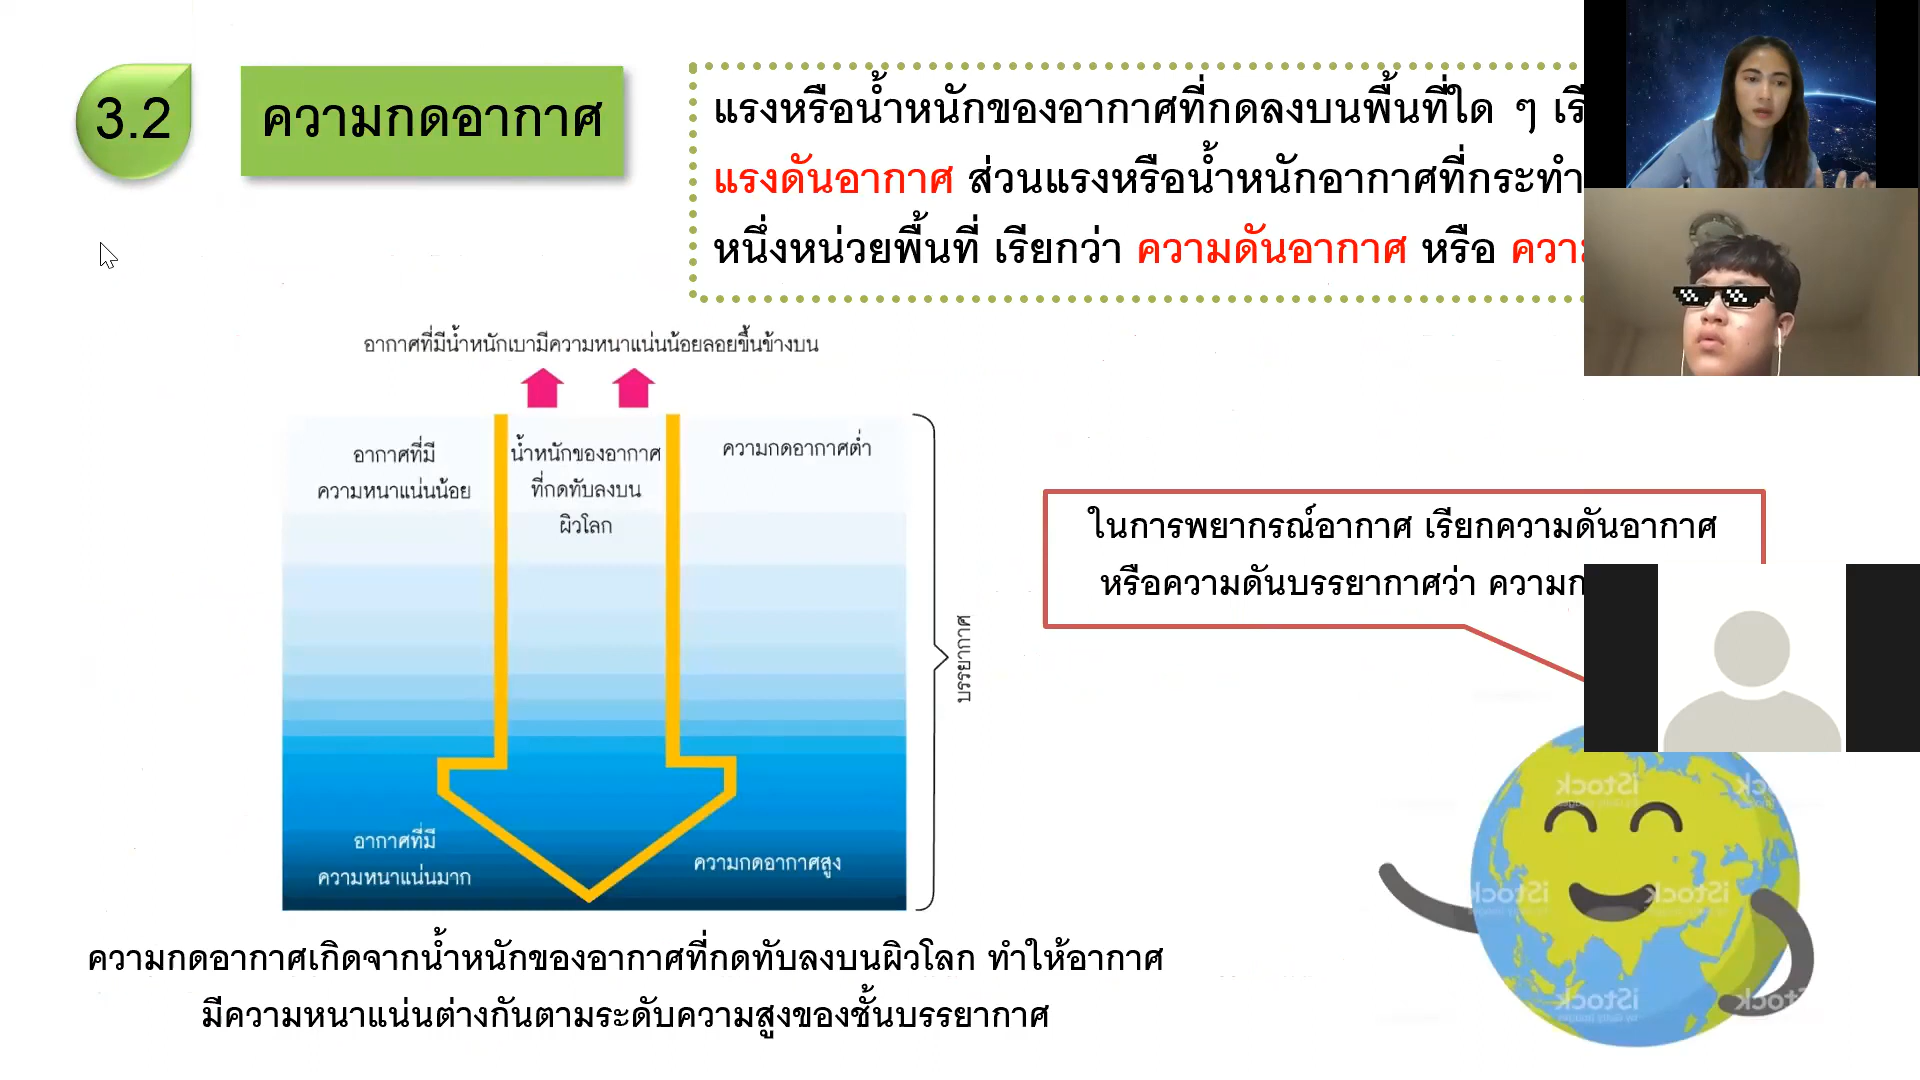 3.2
ความกดอากาศ
แรงหรือน้ำหนักของอากาศที่กดลงบนพื้นที่ใด ๆ
แรงดันอากาศ ส่วนแรงหรือน้ำหนักอากาศที่กระทำ
หนึ่งหน่วยพื้นที่ เรียกว่า ความดันอากาศ หรือ
อากาศที่มีน้ำหนักเบามีความหนาแน่นน้อยลอยขึ้นข้างบน
อากาศที่มี
ความหนาแน่นน้อย
น้ำหนักของอากาศ
ที่กดทับลงบน
ผิวโลก
ความกดอากาศต่ำ
บรรยากาศ
อากาศที่มี
ความหนาแน่นมาก
ความกดอากาศสูง
ในการพยากรณ์อากาศ เรียกความดันอากาศ
หรือความดันบรรยากาศว่า
ความกดอากาศเกิดจากน้ำหนักของอากาศที่กดทับลงบนผิวโลก ทำให้อากาศ
มีความหนาแน่นต่างกันตามระดับความสูงของชั้นบรรยากาศ
iStock
iStock
iStock
iStock